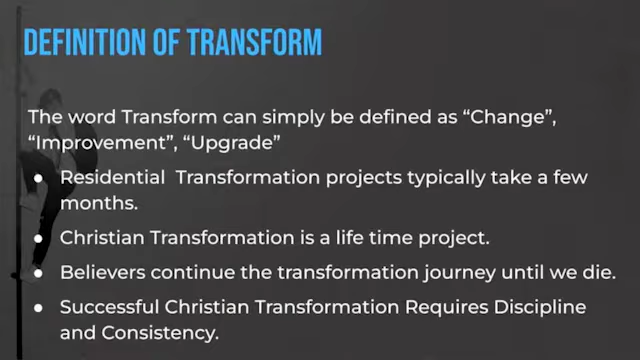 DEFINITION OF TRANSFORM
The word Transform can simply be defined as “Change”,
“Improvement”, “Upgrade”
● Residential Transformation projects typically take a few
months.
● Christian Transformation is a life time project.
● Believers continue the transformation journey until we die.
● Successful Christian Transformation Requires Discipline
and Consistency.